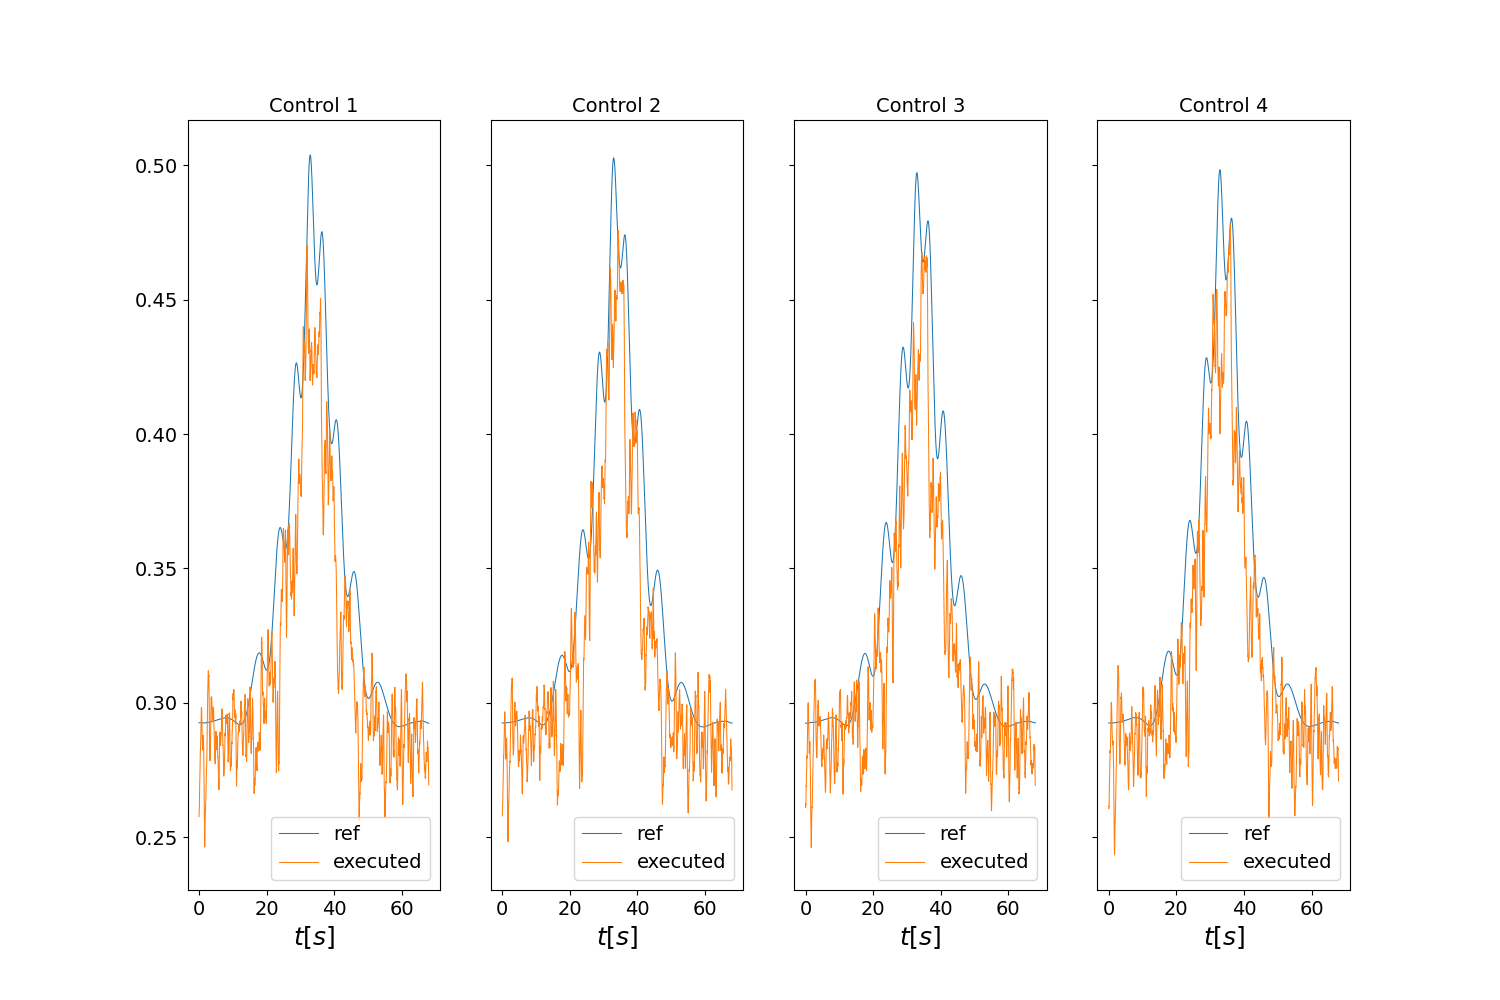 Control 1 Control 2 Control 3 Control 4
0.50
0.45
0.40
0.35
0.30
0.25
ref ref ref ref
executed executed executed executed
0 20 40 60 0 20 40 60 0 20 40 60 0 20 40 60
t[s] t[s] t[s] t[s]